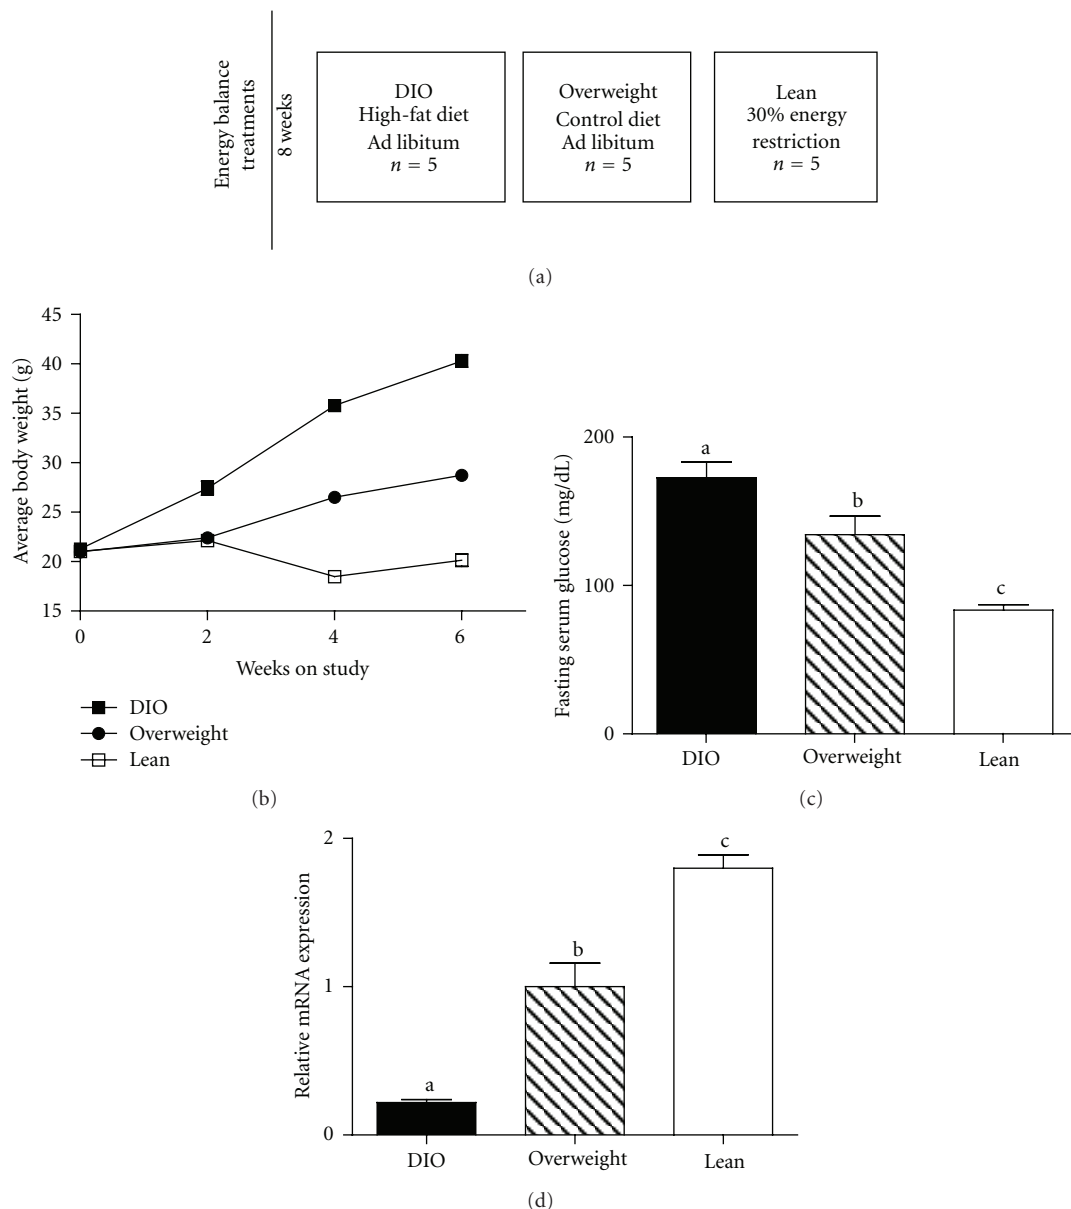 Energy balance
treatments
8 weeks
DIO
High-fat diet
Ad libitum
n = 5
Overweight
Control diet
Ad libitum
n = 5
Lean
30% energy
restriction
n = 5
(a)
Average body weight (g)
45
40
35
30
25
20
15
0
2
4
6
Weeks on study
DIO
Overweight
Lean
(b)
Fasting serum glucose (mg/dL)
200
100
0
a
b
c
DIO
Overweight
Lean
(c)
Relative mRNA expression
2
1
0
a
b
c
DIO
Overweight
Lean
(d)